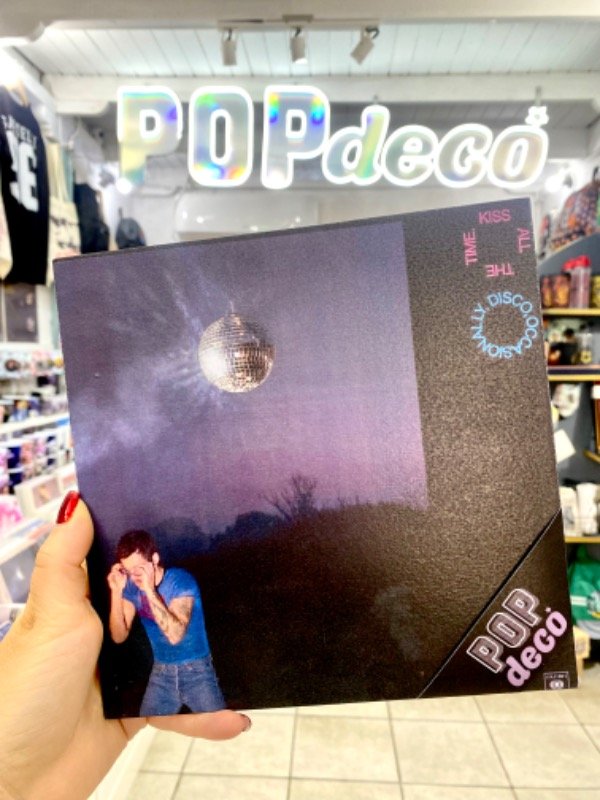 POPdeco
KISS ALL THE TIME.
DISCO, OCCASIONALLY
POP
deco